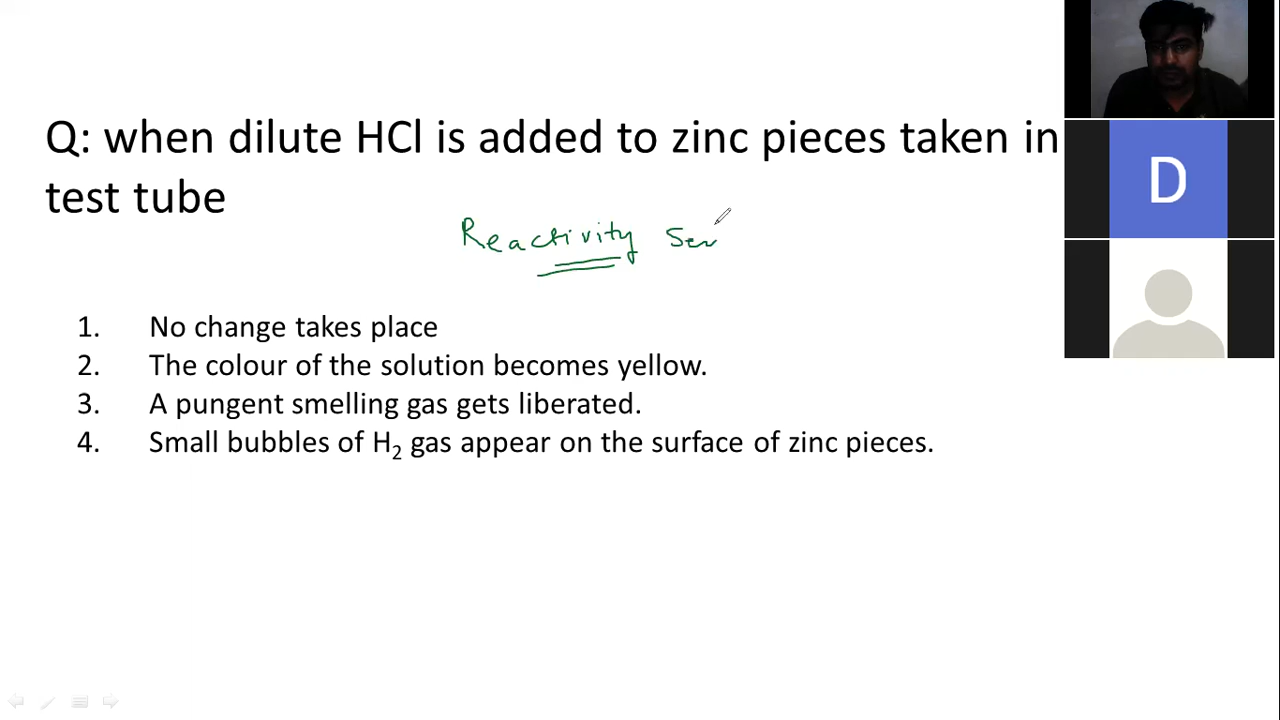 Q: when dilute HCl is added to zinc pieces taken in
test tube
Reactivity Ser
1. No change takes place
2. The colour of the solution becomes yellow.
3. A pungent smelling gas gets liberated.
4. Small bubbles of H₂ gas appear on the surface of zinc pieces.
D